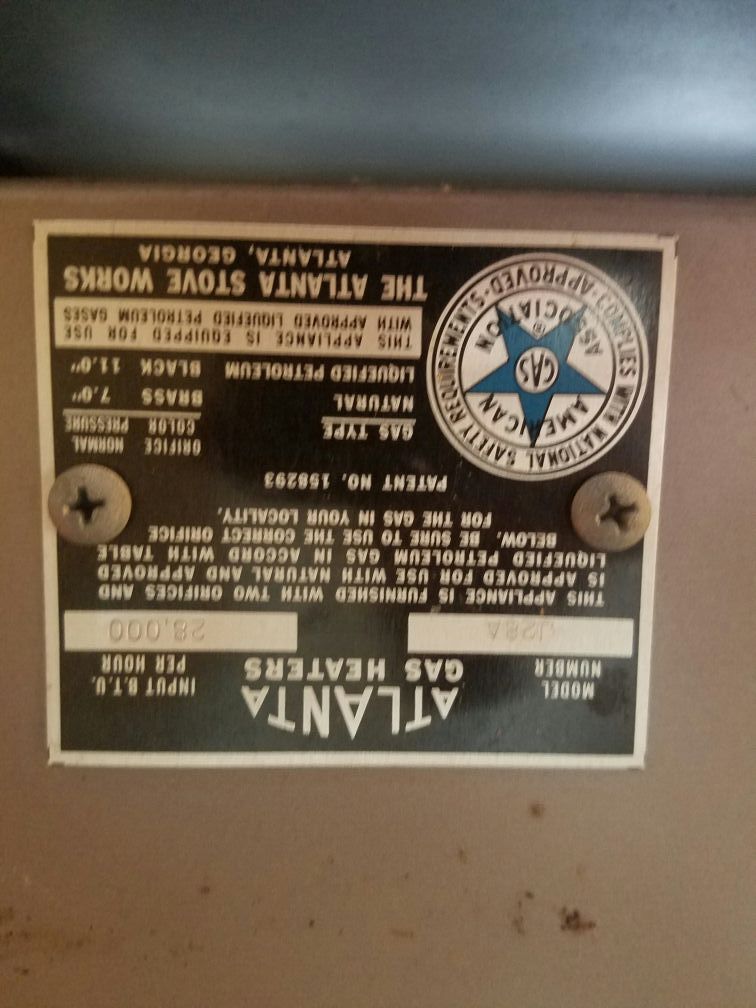 ATLANTA
GAS HEATERS
MODEL
NUMBER
J28A
INPUT B.T.U.
PER HOUR
28,000
THIS APPLIANCE IS FURNISHED WITH TWO ORIFICES AND
IS APPROVED FOR USE WITH NATURAL AND APPROVED
LIQUEFIED PETROLEUM GAS IN ACCORD WITH TABLE
BELOW. BE SURE TO USE THE CORRECT ORIFICE
FOR THE GAS IN YOUR LOCALITY.
PATENT NO. 158293
GAS TYPE ORIFICE COLOR NORMAL PRESSURE
NATURAL BRASS 7.0"
LIQUEFIED PETROLEUM BLACK 11.0"
THIS APPLIANCE IS EQUIPPED FOR USE
WITH APPROVED LIQUEFIED PETROLEUM GASES
THE ATLANTA STOVE WORKS
ATLANTA, GEORGIA
AMERICAN
GAS
ASSOCIATION
®
APPROVED · COMPLIES WITH NATIONAL SAFETY REQUIREMENTS ·